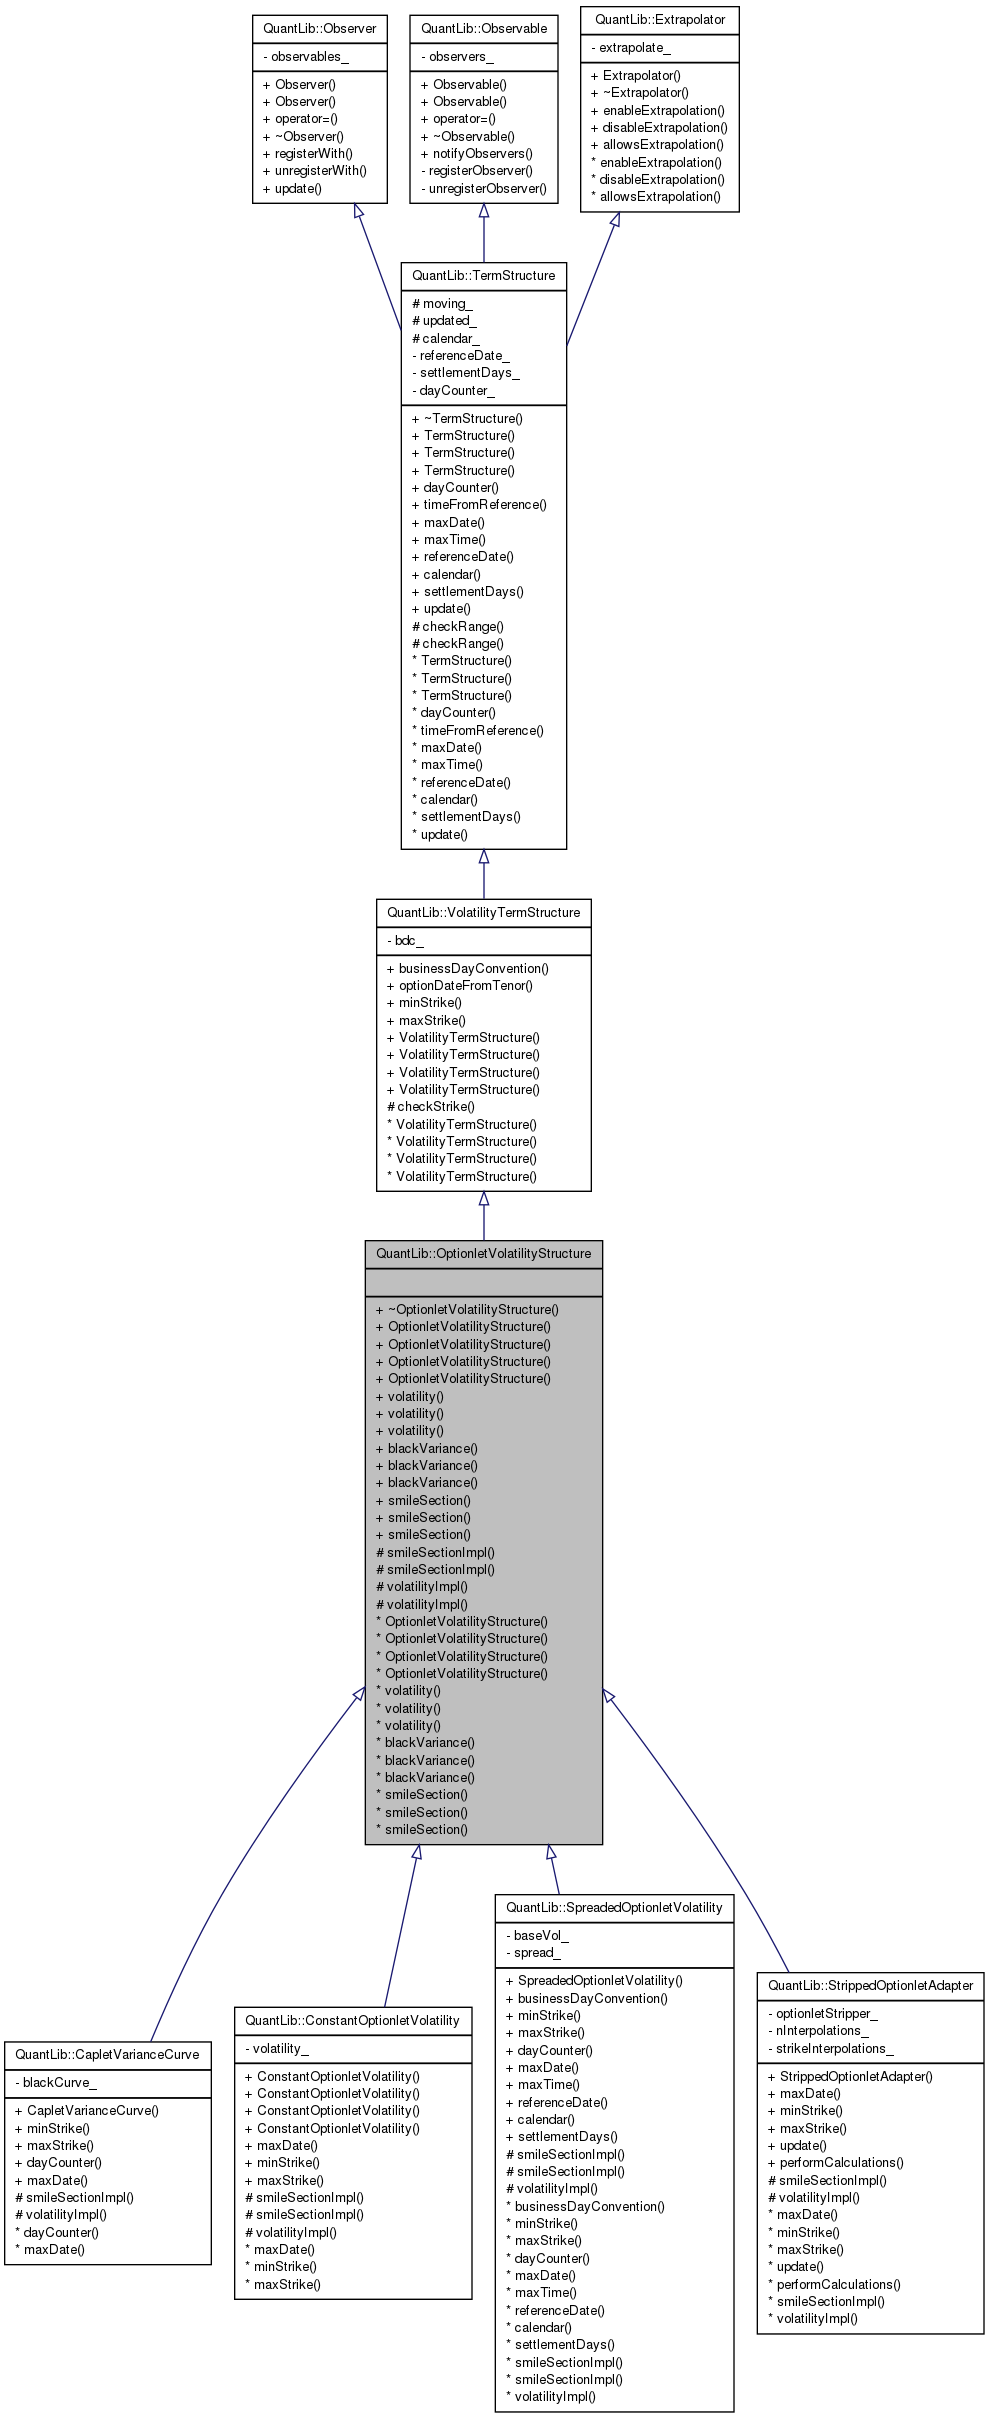 QuantLib::Observer
- observables_
+ Observer()
+ Observer()
+ operator=()
+ ~Observer()
+ registerWith()
+ unregisterWith()
+ update()
QuantLib::Observable
- observers_
+ Observable()
+ Observable()
+ operator=()
+ ~Observable()
+ notifyObservers()
- registerObserver()
- unregisterObserver()
QuantLib::Extrapolator
- extrapolate_
+ Extrapolator()
+ ~Extrapolator()
+ enableExtrapolation()
+ disableExtrapolation()
+ allowsExtrapolation()
* enableExtrapolation()
* disableExtrapolation()
* allowsExtrapolation()
QuantLib::TermStructure
# moving_
# updated_
# calendar_
- referenceDate_
- settlementDays_
- dayCounter_
+ ~TermStructure()
+ TermStructure()
+ TermStructure()
+ TermStructure()
+ dayCounter()
+ timeFromReference()
+ maxDate()
+ maxTime()
+ referenceDate()
+ calendar()
+ settlementDays()
+ update()
# checkRange()
# checkRange()
* TermStructure()
* TermStructure()
* TermStructure()
* dayCounter()
* timeFromReference()
* maxDate()
* maxTime()
* referenceDate()
* calendar()
* settlementDays()
* update()
QuantLib::VolatilityTermStructure
- bdc_
+ businessDayConvention()
+ optionDateFromTenor()
+ minStrike()
+ maxStrike()
+ VolatilityTermStructure()
+ VolatilityTermStructure()
+ VolatilityTermStructure()
+ VolatilityTermStructure()
# checkStrike()
* VolatilityTermStructure()
* VolatilityTermStructure()
* VolatilityTermStructure()
* VolatilityTermStructure()
QuantLib::OptionletVolatilityStructure
+ ~OptionletVolatilityStructure()
+ OptionletVolatilityStructure()
+ OptionletVolatilityStructure()
+ OptionletVolatilityStructure()
+ OptionletVolatilityStructure()
+ volatility()
+ volatility()
+ volatility()
+ blackVariance()
+ blackVariance()
+ blackVariance()
+ smileSection()
+ smileSection()
+ smileSection()
# smileSectionImpl()
# smileSectionImpl()
# volatilityImpl()
# volatilityImpl()
* OptionletVolatilityStructure()
* OptionletVolatilityStructure()
* OptionletVolatilityStructure()
* OptionletVolatilityStructure()
* volatility()
* volatility()
* volatility()
* blackVariance()
* blackVariance()
* blackVariance()
* smileSection()
* smileSection()
* smileSection()
QuantLib::CapletVarianceCurve
- blackCurve_
+ CapletVarianceCurve()
+ minStrike()
+ maxStrike()
+ dayCounter()
+ maxDate()
# smileSectionImpl()
# volatilityImpl()
* dayCounter()
* maxDate()
QuantLib::ConstantOptionletVolatility
- volatility_
+ ConstantOptionletVolatility()
+ ConstantOptionletVolatility()
+ ConstantOptionletVolatility()
+ ConstantOptionletVolatility()
+ maxDate()
+ minStrike()
+ maxStrike()
# smileSectionImpl()
# smileSectionImpl()
# volatilityImpl()
* maxDate()
* minStrike()
* maxStrike()
QuantLib::SpreadedOptionletVolatility
- baseVol_
- spread_
+ SpreadedOptionletVolatility()
+ businessDayConvention()
+ minStrike()
+ maxStrike()
+ dayCounter()
+ maxDate()
+ maxTime()
+ referenceDate()
+ calendar()
+ settlementDays()
# smileSectionImpl()
# smileSectionImpl()
# volatilityImpl()
* businessDayConvention()
* minStrike()
* maxStrike()
* dayCounter()
* maxDate()
* maxTime()
* referenceDate()
* calendar()
* settlementDays()
* smileSectionImpl()
* smileSectionImpl()
* volatilityImpl()
QuantLib::StrippedOptionletAdapter
- optionletStripper_
- nInterpolations_
- strikeInterpolations_
+ StrippedOptionletAdapter()
+ maxDate()
+ minStrike()
+ maxStrike()
+ update()
+ performCalculations()
# smileSectionImpl()
# volatilityImpl()
* maxDate()
* minStrike()
* maxStrike()
* update()
* performCalculations()
* smileSectionImpl()
* volatilityImpl()